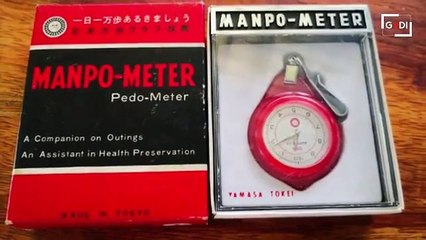 一日一万歩あるきましょう
MANPO-METER
Pedo-Meter
A Companion on Outings
An Assistant in Health Preservation
MADE IN TOKYO
MANPO-METER
YAMASA TOKEI
G DI